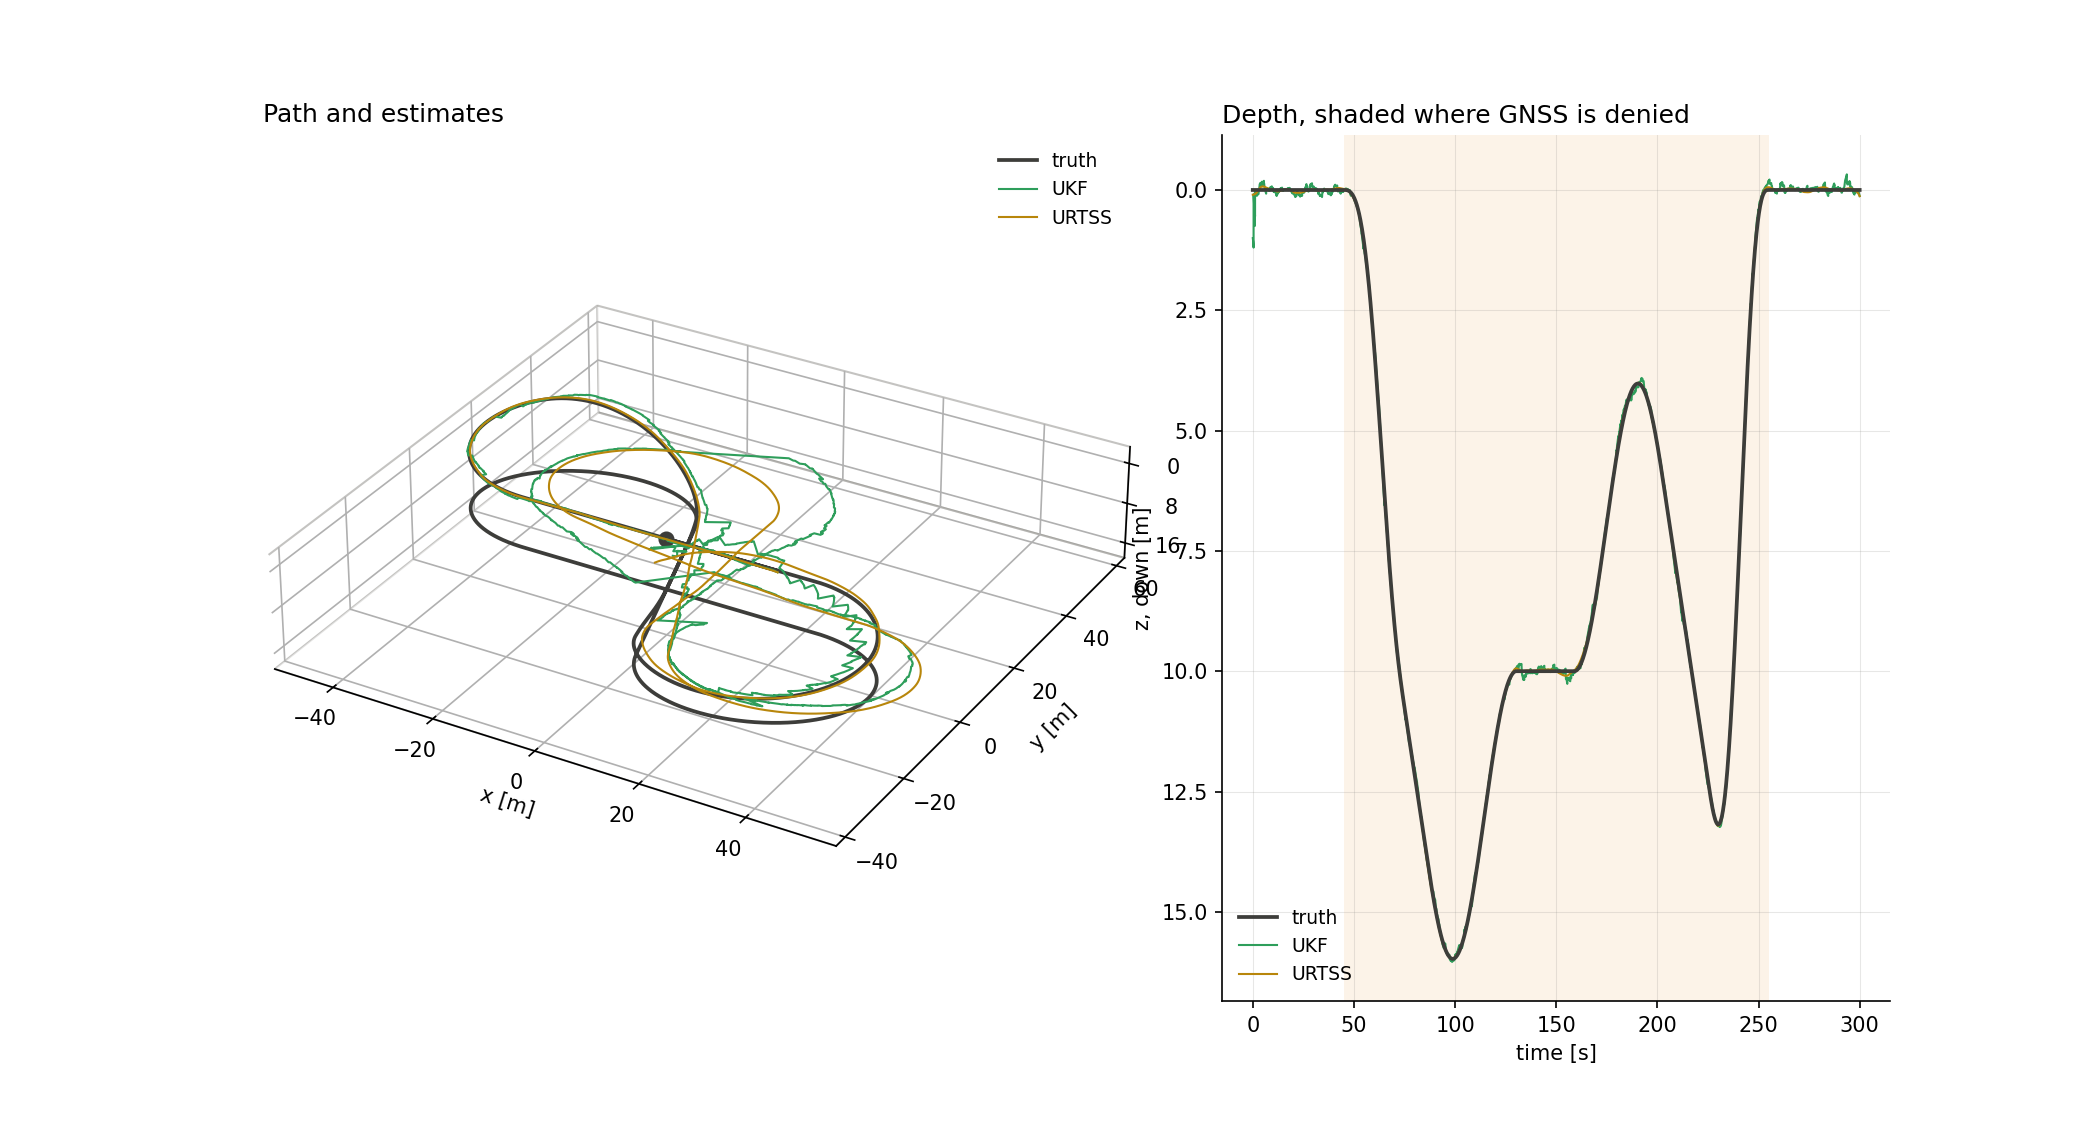 Path and estimates
truth
UKF
URTSS
0
8
16
z, down [m]
60
40
20
0
−20
−40
y [m]
−40
−20
0
20
40
x [m]
Depth, shaded where GNSS is denied
0.0
2.5
5.0
7.5
10.0
12.5
15.0
truth
UKF
URTSS
0
50
100
150
200
250
300
time [s]